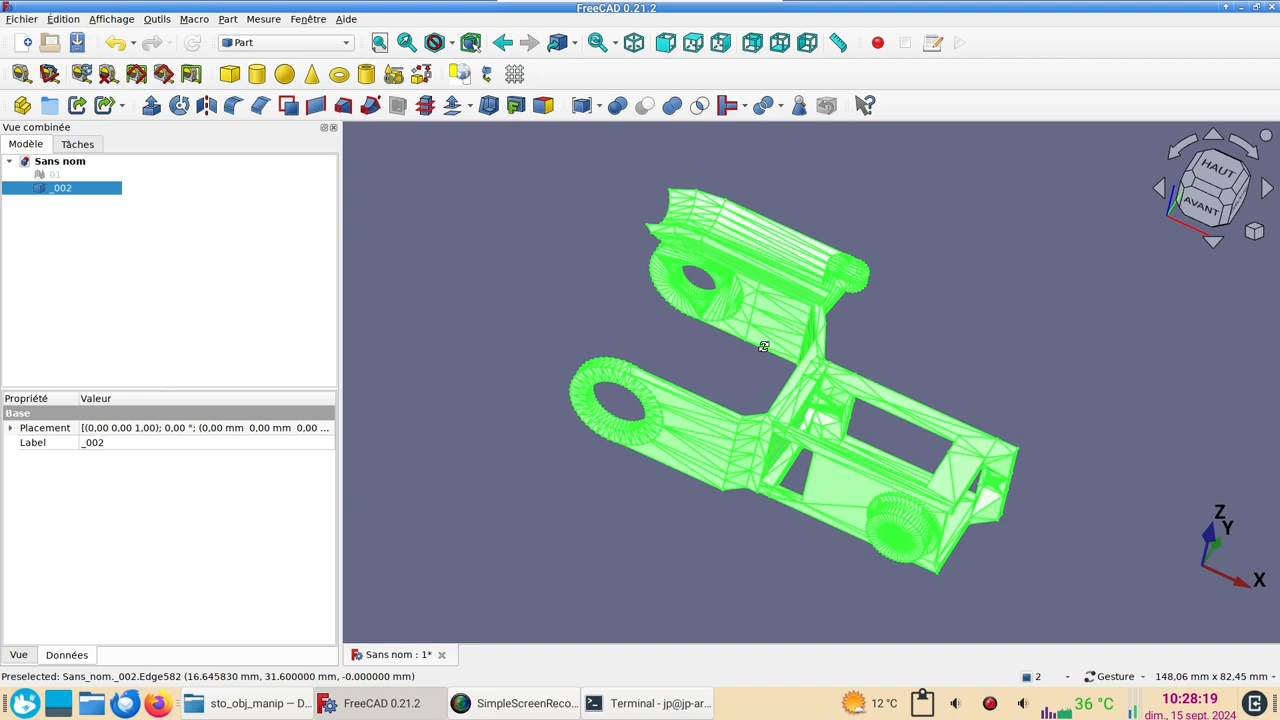 FreeCAD 0.21.2
Fichier Édition Affichage Outils Macro Part Mesure Fenêtre Aide
Part
Vue combinée
Modèle Tâches
Sans nom
01
_002
HAUT
AVANT
Propriété Valeur
Base
Placement [(0,00 0,00 1,00); 0,00 °; (0,00 mm 0,00 mm 0,00 ...
Label _002
Z
Y
X
Vue Données
Sans nom : 1*
Preselected: Sans_nom._002.Edge582 (16.645830 mm, 31.600000 mm, -0.000000 mm)
2 Gesture 148,06 mm x 82,45 mm
sto_obj_manip — D...
FreeCAD 0.21.2
SimpleScreenReco...
Terminal - jp@jp-ar...
12°C
36 °C
10:28:19
dim., 15 sept. 2024